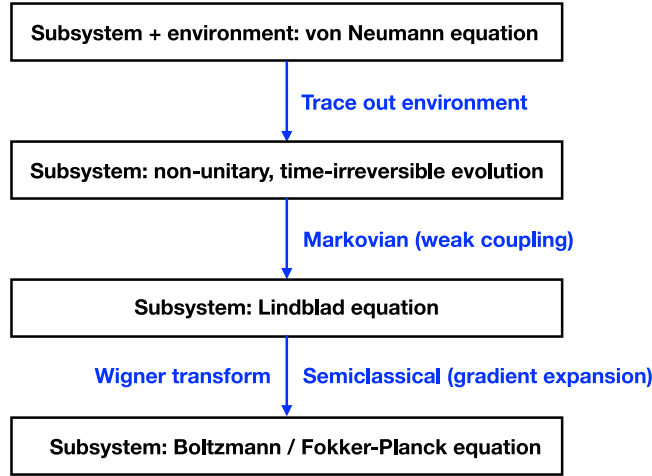 Subsystem + environment: von Neumann equation
Trace out environment
Subsystem: non-unitary, time-irreversible evolution
Markovian (weak coupling)
Subsystem: Lindblad equation
Wigner transform
Semiclassical (gradient expansion)
Subsystem: Boltzmann / Fokker-Planck equation